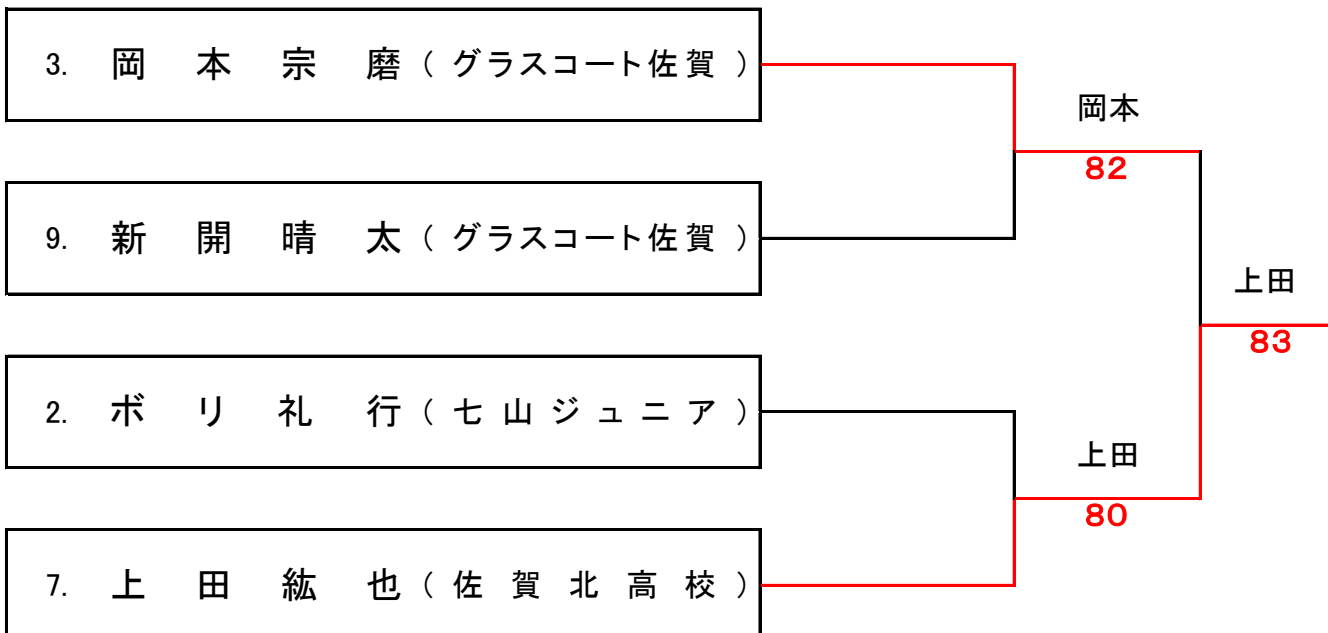 3. 岡本宗磨（グラスコート佐賀）
岡本
82
9. 新開晴太（グラスコート佐賀）
上田
83
2. ボリ礼行（七山ジュニア）
上田
80
7. 上田紘也（佐賀北高校）